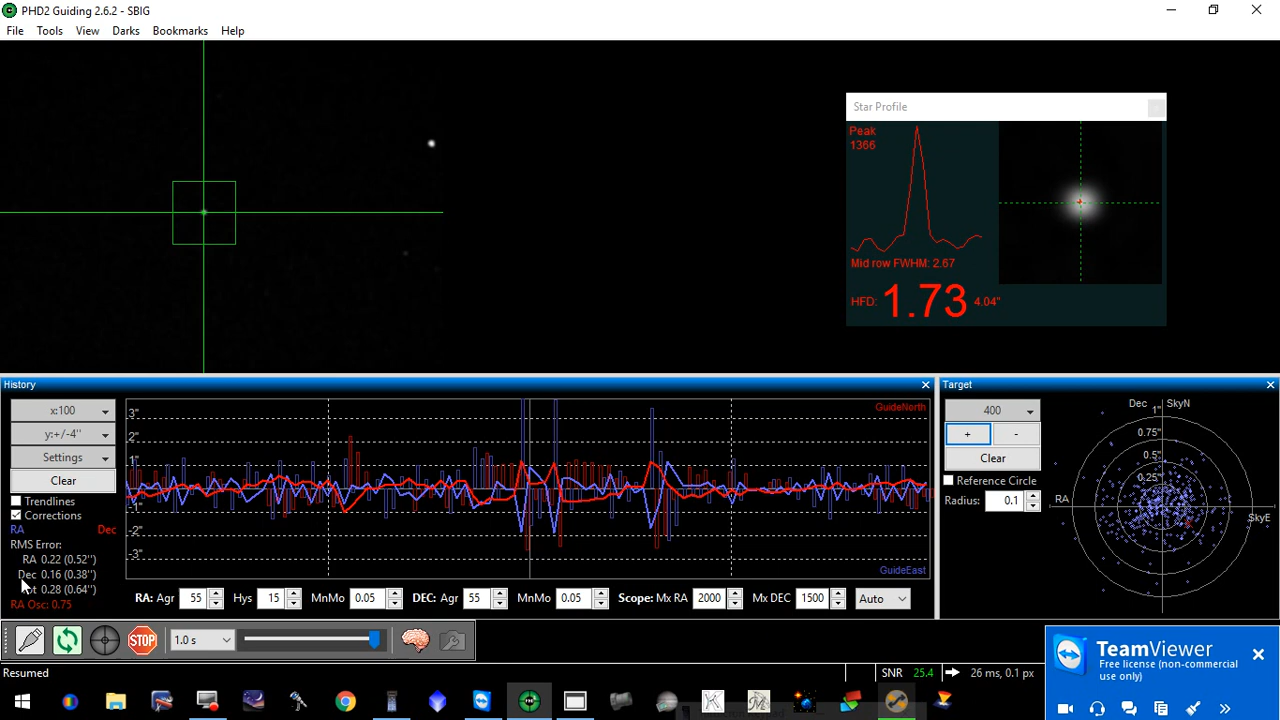 PHD2 Guiding 2.6.2 - SBIG
File Tools View Darks Bookmarks Help
Star Profile
Peak
1366
Mid row FWHM: 2.67
HFD: 1.73 4.04"
History
x:100
y:+/-4''
Settings
Clear
Trendlines
Corrections
RA Dec
RMS Error:
RA 0.22 (0.52'')
Dec 0.16 (0.38'')
0.28 (0.64'')
RA Osc: 0.75
3"
2"
1"
-1"
-2"
-3"
GuideNorth
GuideEast
RA: Agr 55 Hys 15 MnMo 0.05 DEC: Agr 55 MnMo 0.05 Scope: Mx RA 2000 Mx DEC 1500 Auto
Target
400
+ -
Clear
Reference Circle
Radius: 0.1
Dec SkyN
1"
0.75"
0.5"
0.25"
RA
SkyE
STOP 1.0 s
Resumed
SNR 25.4 26 ms, 0.1 px
TeamViewer
Free license (non-commercial
use only)